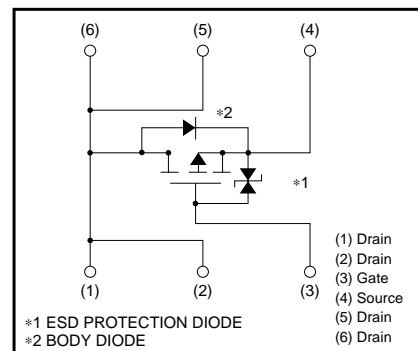 (6) (5) (4)
∗2
∗1
(1) (2) (3)
(1) Drain
(2) Drain
(3) Gate
(4) Source
(5) Drain
(6) Drain
∗1 ESD PROTECTION DIODE
∗2 BODY DIODE